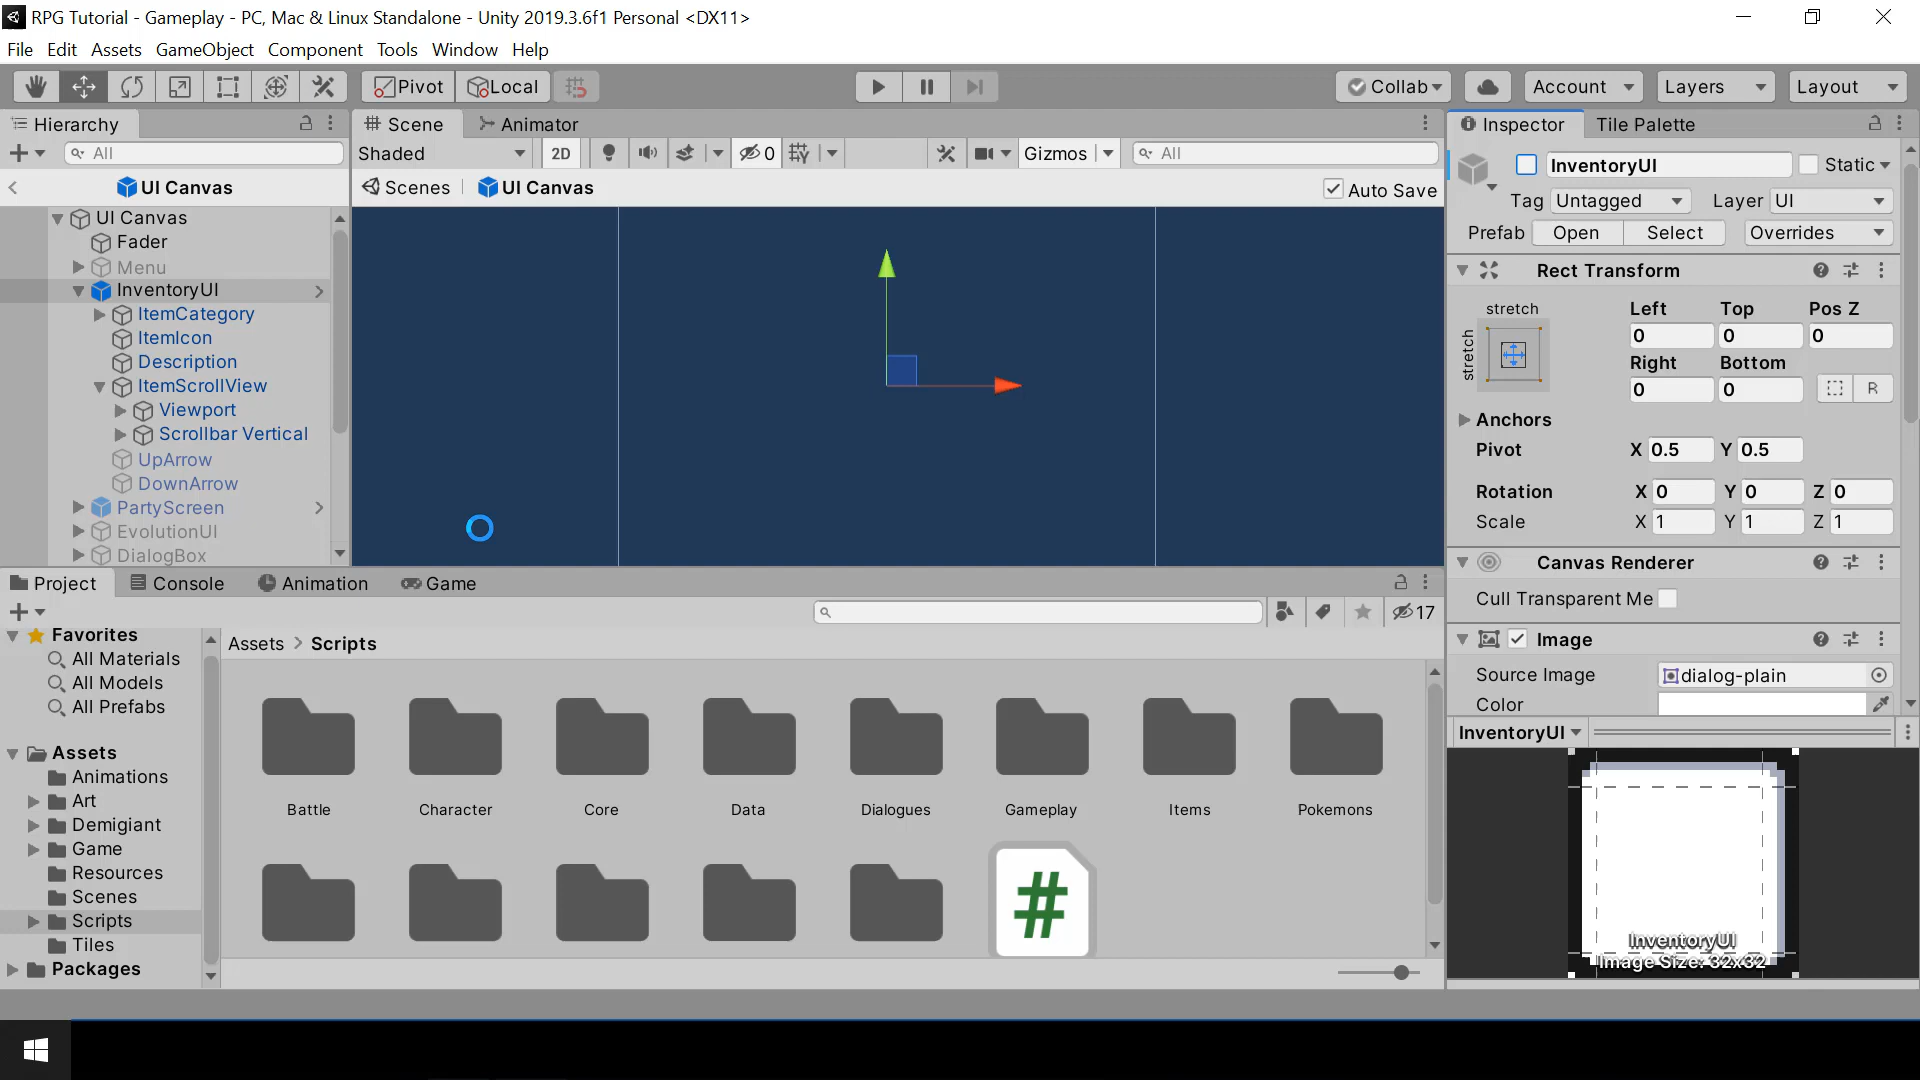 RPG Tutorial - Gameplay - PC, Mac & Linux Standalone - Unity 2019.3.6f1 Personal <DX11>
File Edit Assets GameObject Component Tools Window Help
Pivot Local Collab Account Layers Layout
Hierarchy
All
UI Canvas
UI Canvas
Fader
Menu
InventoryUI
ItemCategory
ItemIcon
Description
ItemScrollView
Viewport
Scrollbar Vertical
UpArrow
DownArrow
PartyScreen
EvolutionUI
DialogBox
Scene Animator
Shaded 2D 0 Gizmos All
Scenes UI Canvas Auto Save
Inspector Tile Palette
InventoryUI Static
Tag Untagged Layer UI
Prefab Open Select Overrides
Rect Transform
stretch
stretch
Left Top Pos Z
0 0 0
Right Bottom
0 0 R
Anchors
Pivot X 0.5 Y 0.5
Rotation X 0 Y 0 Z 0
Scale X 1 Y 1 Z 1
Canvas Renderer
Cull Transparent Me
Image
Source Image dialog-plain
Color
InventoryUI
InventoryUI
Image Size: 32x32
Project Console Animation Game
17
Favorites
All Materials
All Models
All Prefabs
Assets
Animations
Art
Demigiant
Game
Resources
Scenes
Scripts
Tiles
Packages
Assets > Scripts
Battle Character Core Data Dialogues Gameplay Items Pokemons
#